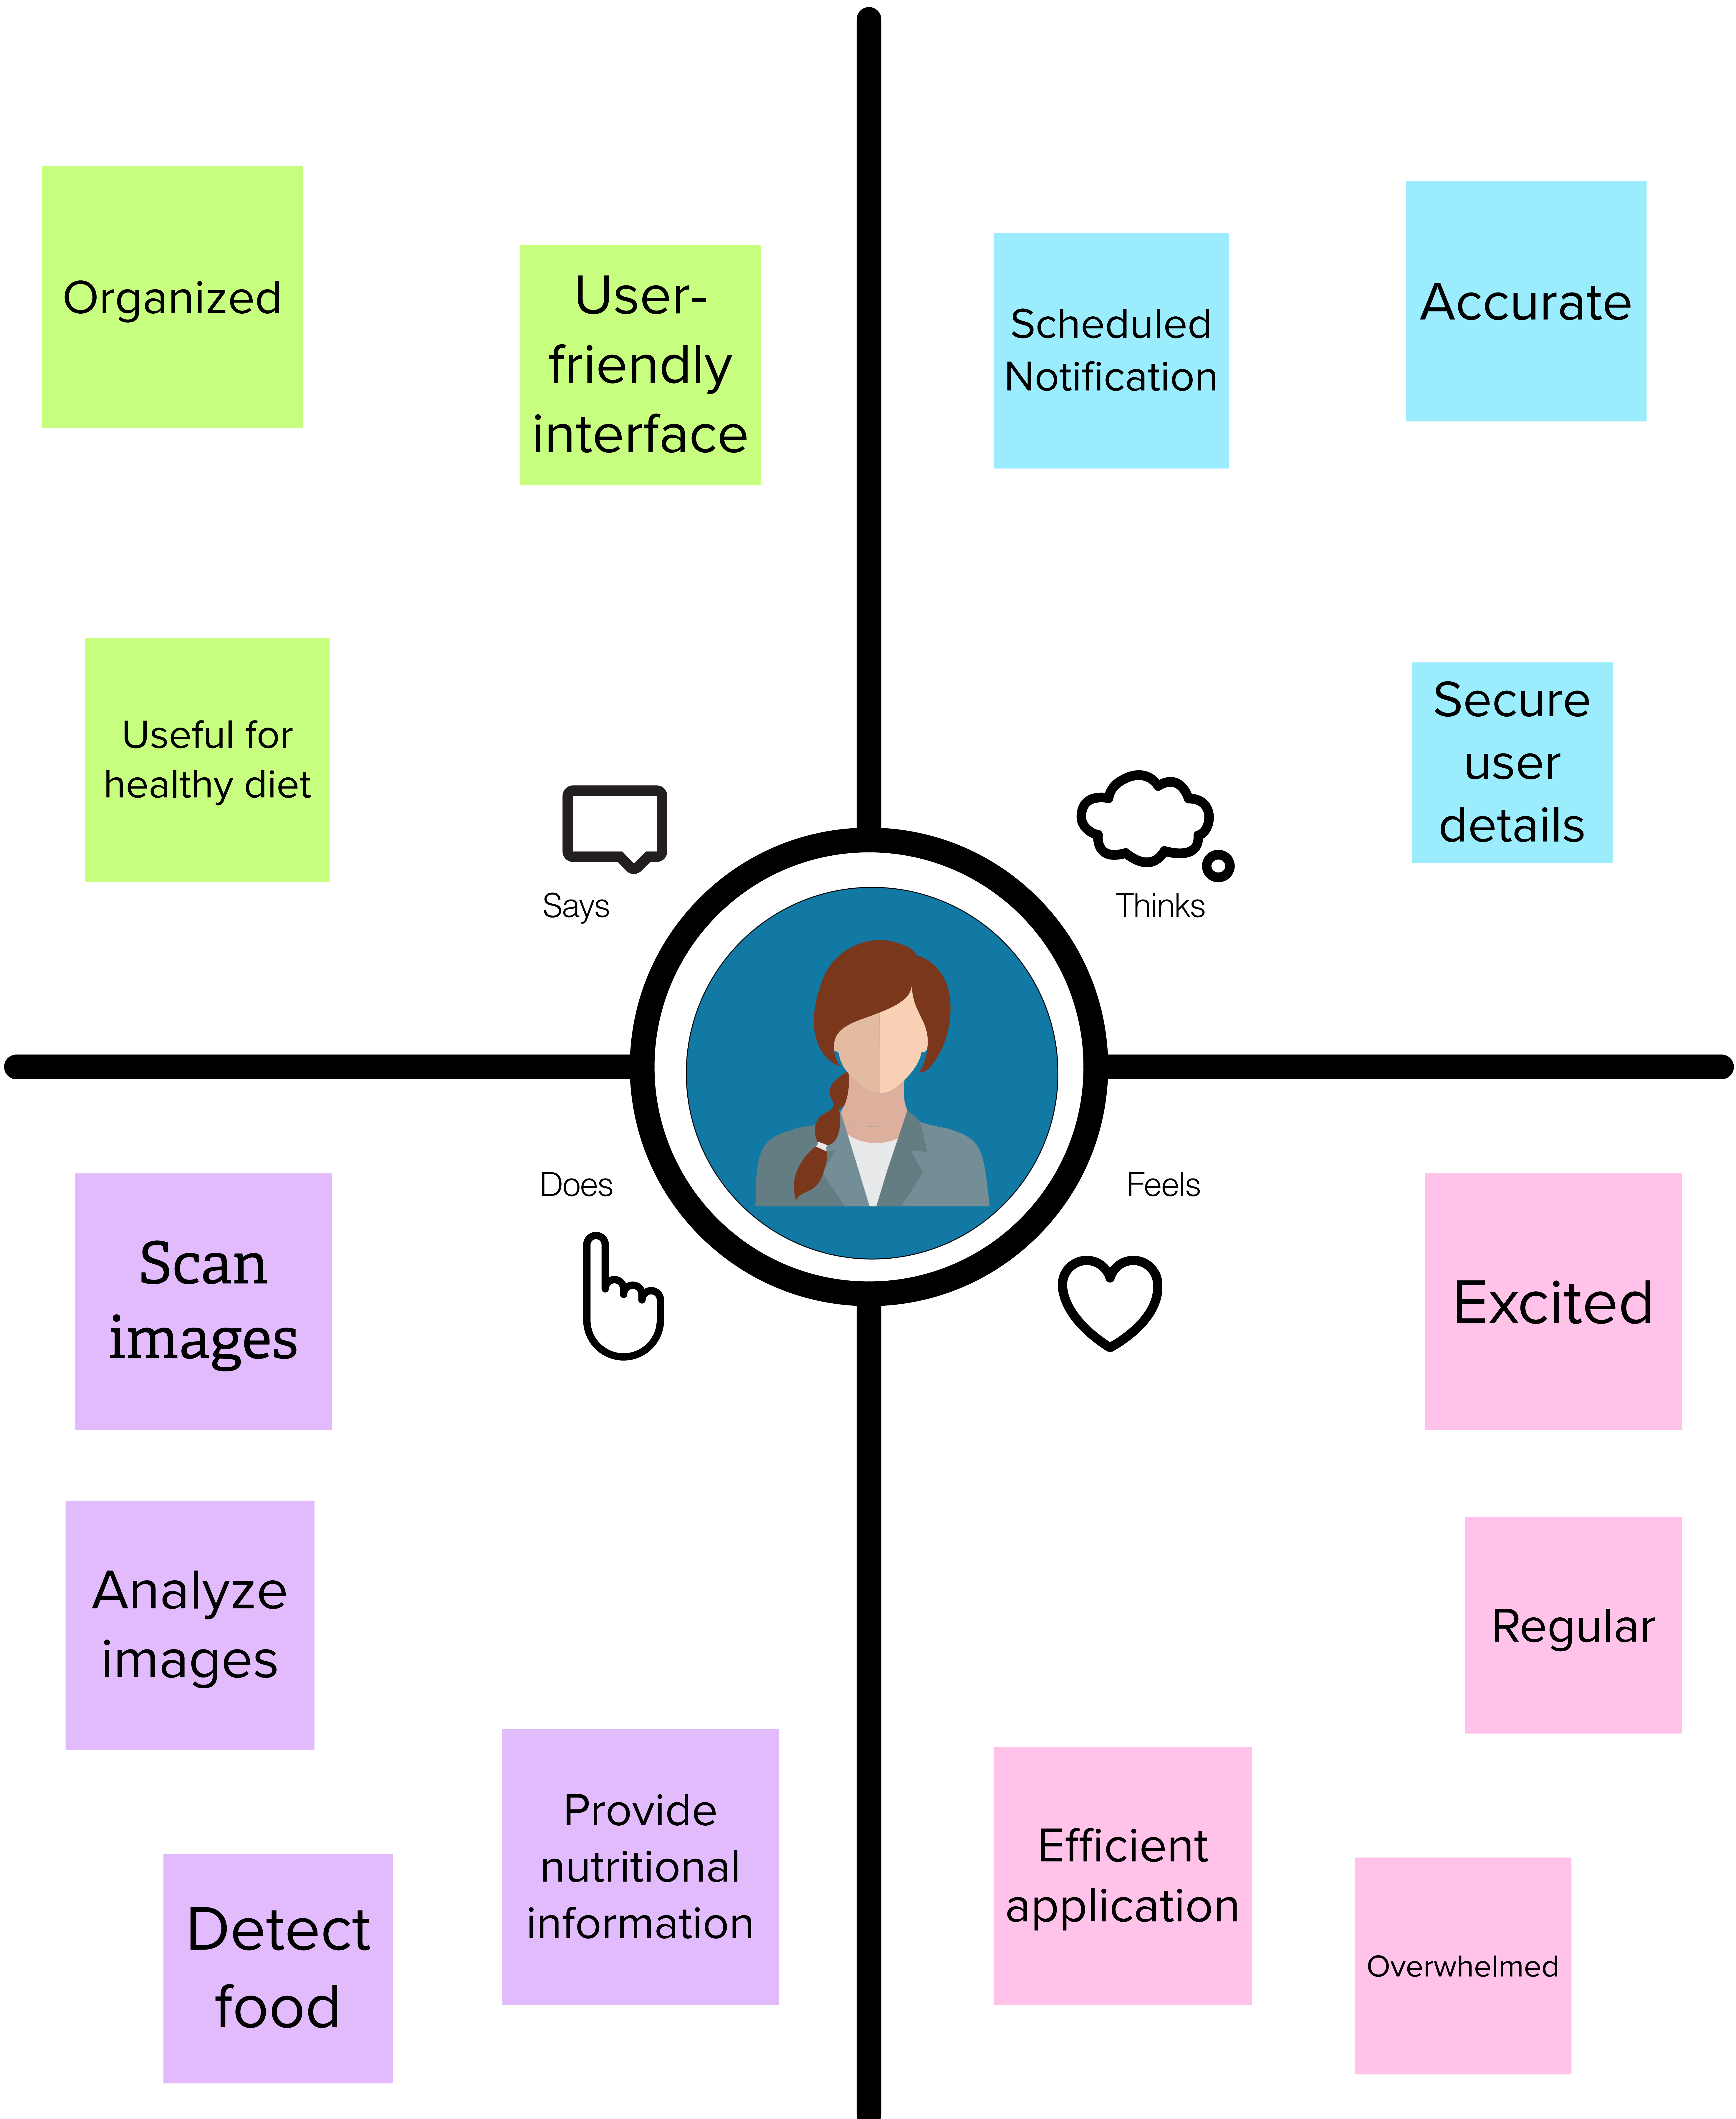 Organized
User-
friendly
interface
Useful for
healthy diet
Says
Scheduled
Notification
Accurate
Secure
user
details
Thinks
Does
Scan
images
Analyze
images
Provide
nutritional
information
Detect
food
Feels
Excited
Regular
Efficient
application
Overwhelmed